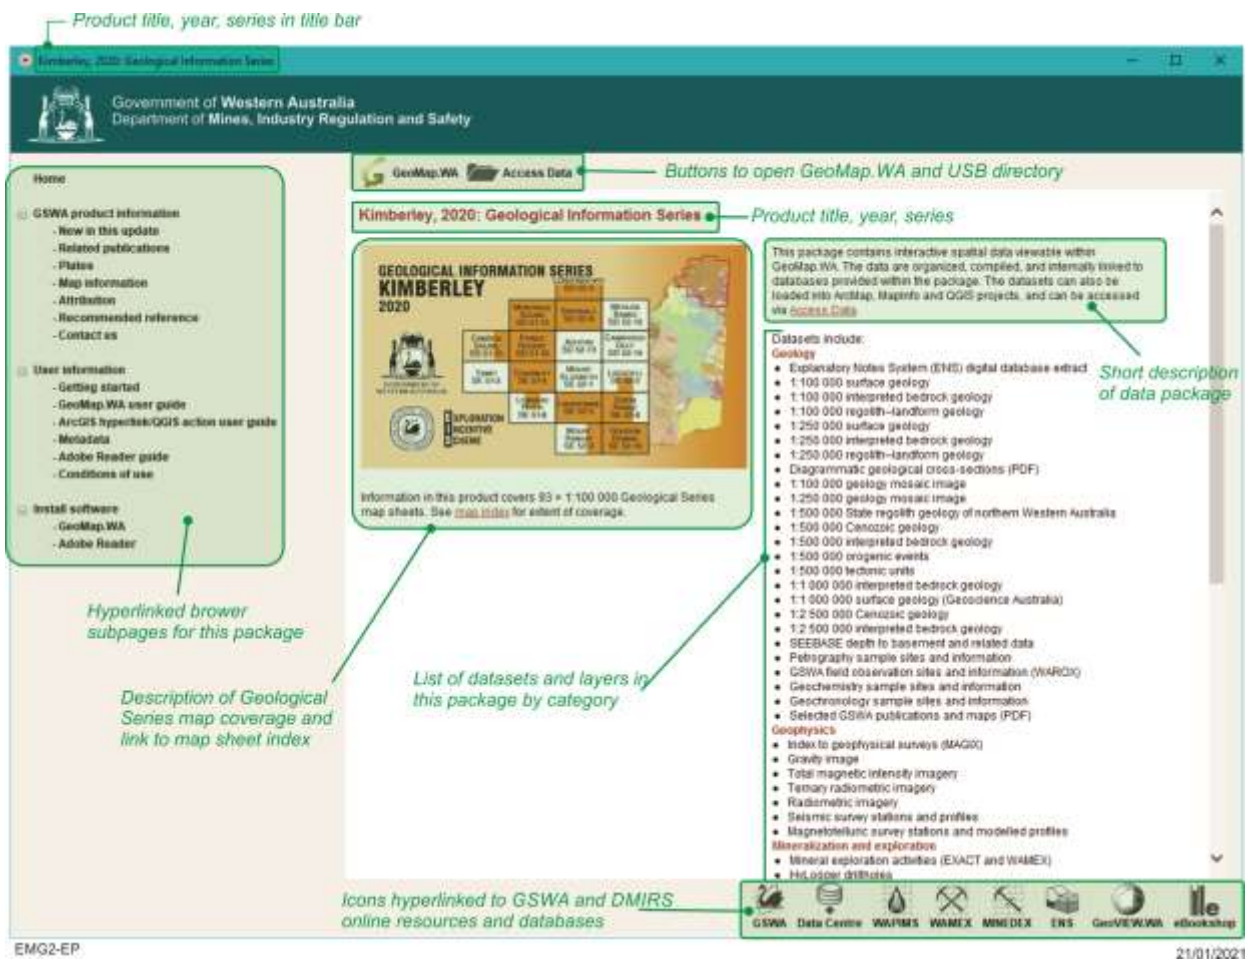 Product title, year, series in title bar
Kimberley, 2020: Geological Information Series
Government of Western Australia
Department of Mines, Industry Regulation and Safety
GeoMap.WA Access Data
Buttons to open GeoMap.WA and USB directory
Home
GSWA product information
- New in this update
- Related publications
- Plates
- Map information
- Attribution
- Recommended reference
- Contact us
User information
- Getting started
- GeoMap.WA user guide
- ArcGIS hyperlink/QGIS action user guide
- Metadata
- Adobe Reader guide
- Conditions of use
Install software
- GeoMap.WA
- Adobe Reader
Hyperlinked brower
subpages for this package
Kimberley, 2020: Geological Information Series
Product title, year, series
GEOLOGICAL INFORMATION SERIES
KIMBERLEY
2020
EXPLORATION
INCENTIVE
SCHEME
Information in this product covers 93 × 1:100 000 Geological Series
map sheets. See map index for extent of coverage.
Description of Geological
Series map coverage and
link to map sheet index
This package contains interactive spatial data viewable within
GeoMap.WA. The data are organized, compiled, and internally linked to
databases provided within the package. The datasets can also be
loaded into ArcMap, MapInfo and QGIS projects, and can be accessed
via Access Data
Short description
of data package
Datasets include:
Geology
• Explanatory Notes System (ENS) digital database extract
• 1:100 000 surface geology
• 1:100 000 interpreted bedrock geology
• 1:100 000 regolith–landform geology
• 1:250 000 surface geology
• 1:250 000 interpreted bedrock geology
• 1:250 000 regolith–landform geology
• Diagrammatic geological cross-sections (PDF)
• 1:100 000 geology mosaic image
• 1:250 000 geology mosaic image
• 1:500 000 State regolith geology of northern Western Australia
• 1:500 000 Cenozoic geology
• 1:500 000 interpreted bedrock geology
• 1:500 000 orogenic events
• 1:500 000 tectonic units
• 1:1 000 000 interpreted bedrock geology
• 1:1 000 000 surface geology (Geoscience Australia)
• 1:2 500 000 Cenozoic geology
• 1:2 500 000 interpreted bedrock geology
• SEEBASE depth to basement and related data
• Petrography sample sites and information
• GSWA field observation sites and information (WAROX)
• Geochemistry sample sites and information
• Geochronology sample sites and information
• Selected GSWA publications and maps (PDF)
Geophysics
• Index to geophysical surveys (MAGIX)
• Gravity image
• Total magnetic intensity imagery
• Ternary radiometric imagery
• Radiometric imagery
• Seismic survey stations and profiles
• Magnetotelluric survey stations and modelled profiles
Mineralization and exploration
• Mineral exploration activities (EXACT and WAMEX)
• HyLogger drillholes
List of datasets and layers in
this package by category
Icons hyperlinked to GSWA and DMIRS
online resources and databases
GSWA Data Centre WAPIMS WAMEX MINEDEX ENS GeoVIEW.WA eBookshop
EMG2-EP
21/01/2021